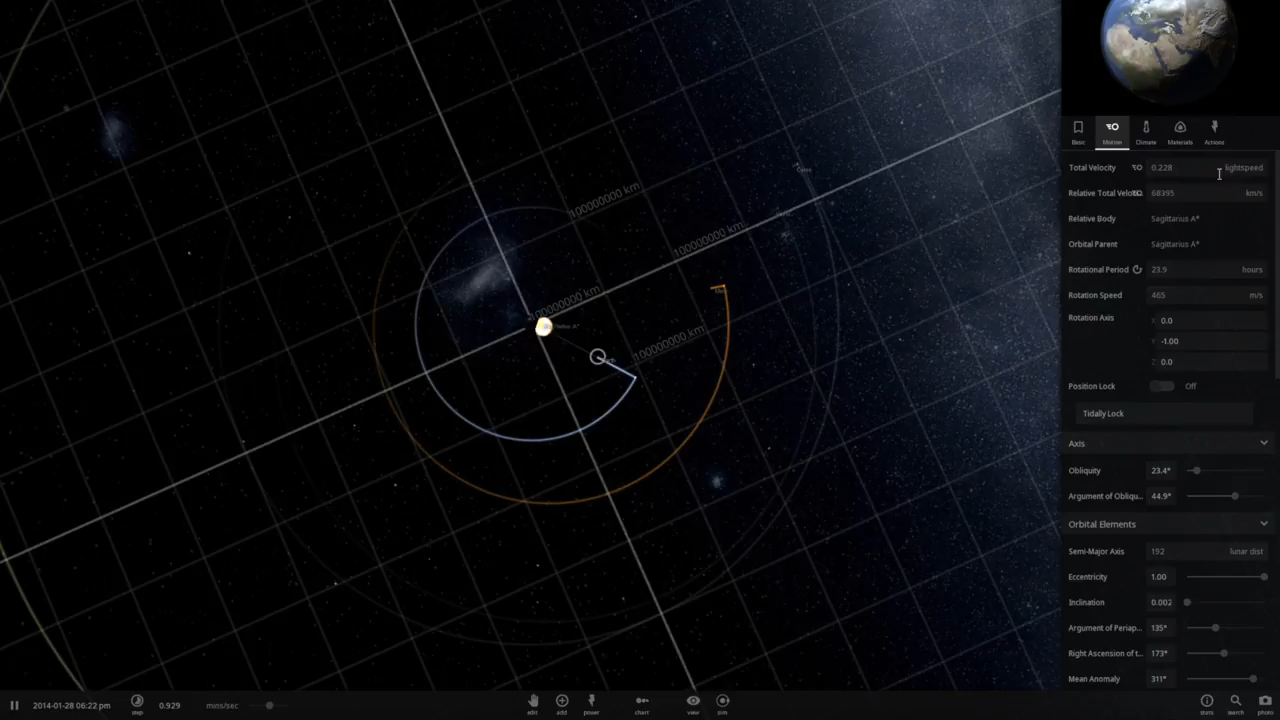 100000000 km
100000000 km
100000000 km
100000000 km
Basic
Motion
Climate
Materials
Actions
Total Velocity 0.228 lightspeed
Relative Total 68395 km/s
Relative Body Sagittarius A*
Orbital Parent Sagittarius A*
Rotational Period 23.9 hours
Rotation Speed 465 m/s
Rotation Axis X 0.0
Y -1.00
Z 0.0
Position Lock Off
Tidally Lock
Axis
Obliquity 23.4°
Argument of Obliqu... 44.9°
Orbital Elements
Semi-Major Axis 192 lunar dist
Eccentricity 1.00
Inclination 0.002
Argument of Periap... 135°
Right Ascension of t... 173°
Mean Anomaly 311°
2014-01-28 06:22 pm
step
0.929 mins/sec
edit
add
power
chart
view
sim
stats
search
photo